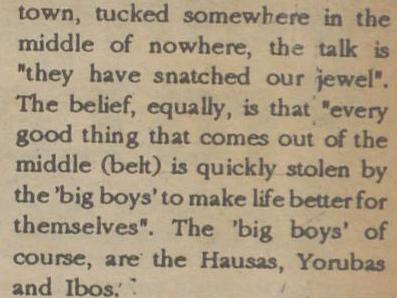 town, tucked somewhere in the
middle of nowhere, the talk is
"they have snatched our jewel".
The belief, equally, is that "every
good thing that comes out of the
middle (belt) is quickly stolen by
the 'big boys' to make life better for
themselves". The 'big boys' of
course, are the Hausas, Yorubas
and Ibos.